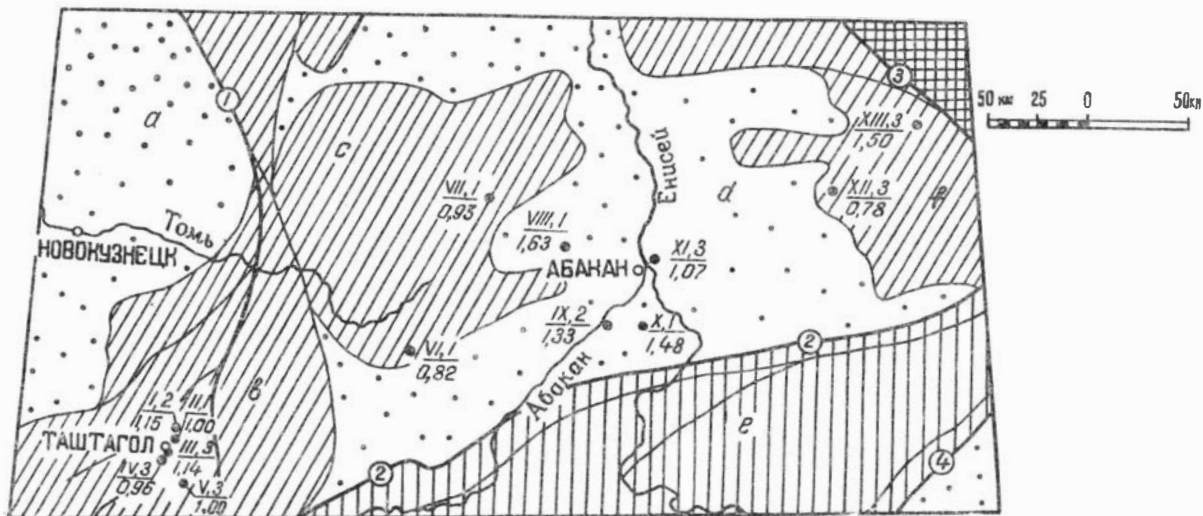 1
3
50 км 25 0 50км
a
c
XIII,3
1,50
Енисей
d
VII,1
0,93
XII,3
0,78
Томь
VIII,1
1,63
НОВОКУЗНЕЦК
АБАКАН
XI,3
1,07
IX,2
1,33
X,1
1,48
2
VI,1
0,82
Абакан
в
I,2
1,15
II,1
1,00
e
ТАШТАГОЛ
III,3
1,14
IV,3
0,96
2
4
V,3
1,00